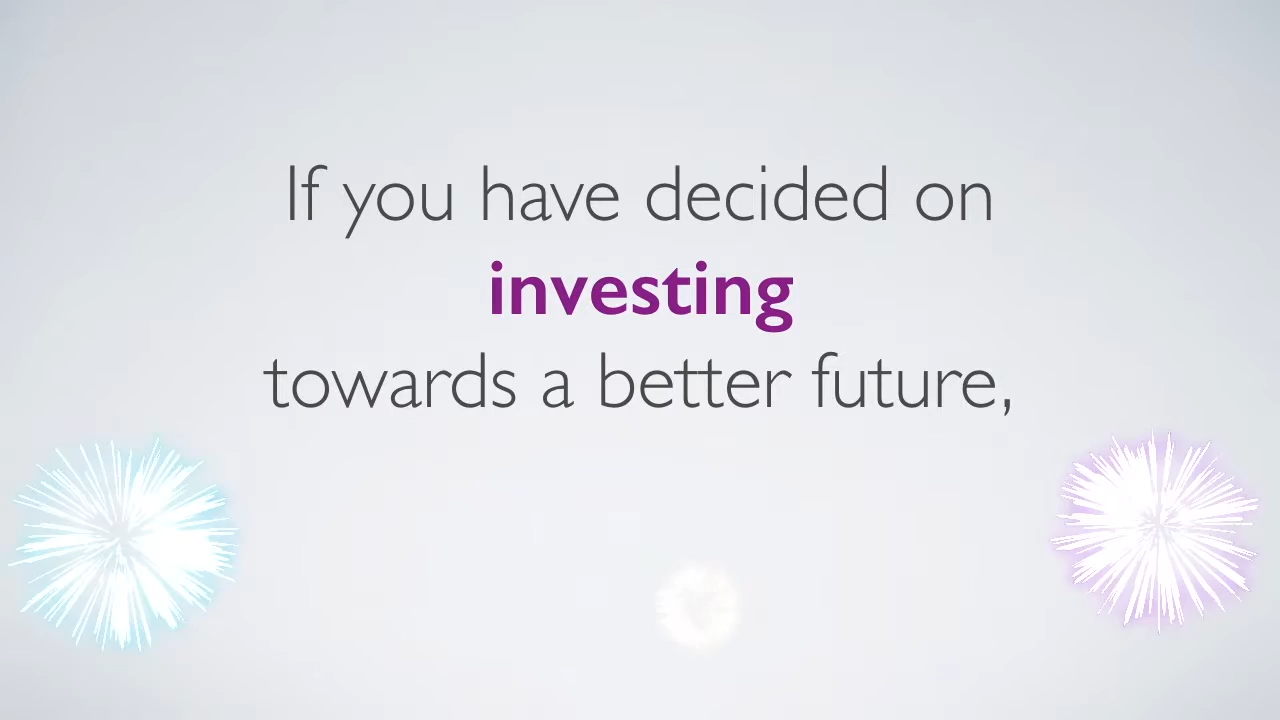 If you have decided on
investing
towards a better future,